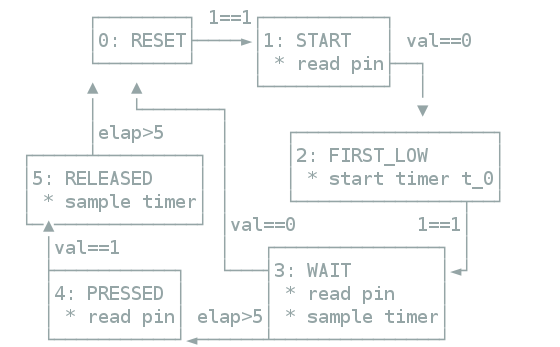 1==1
0: RESET
1: START
* read pin
val==0
elap>5
2: FIRST_LOW
* start timer t_0
5: RELEASED
* sample timer
val==0
1==1
val==1
3: WAIT
* read pin
* sample timer
4: PRESSED
* read pin
elap>5